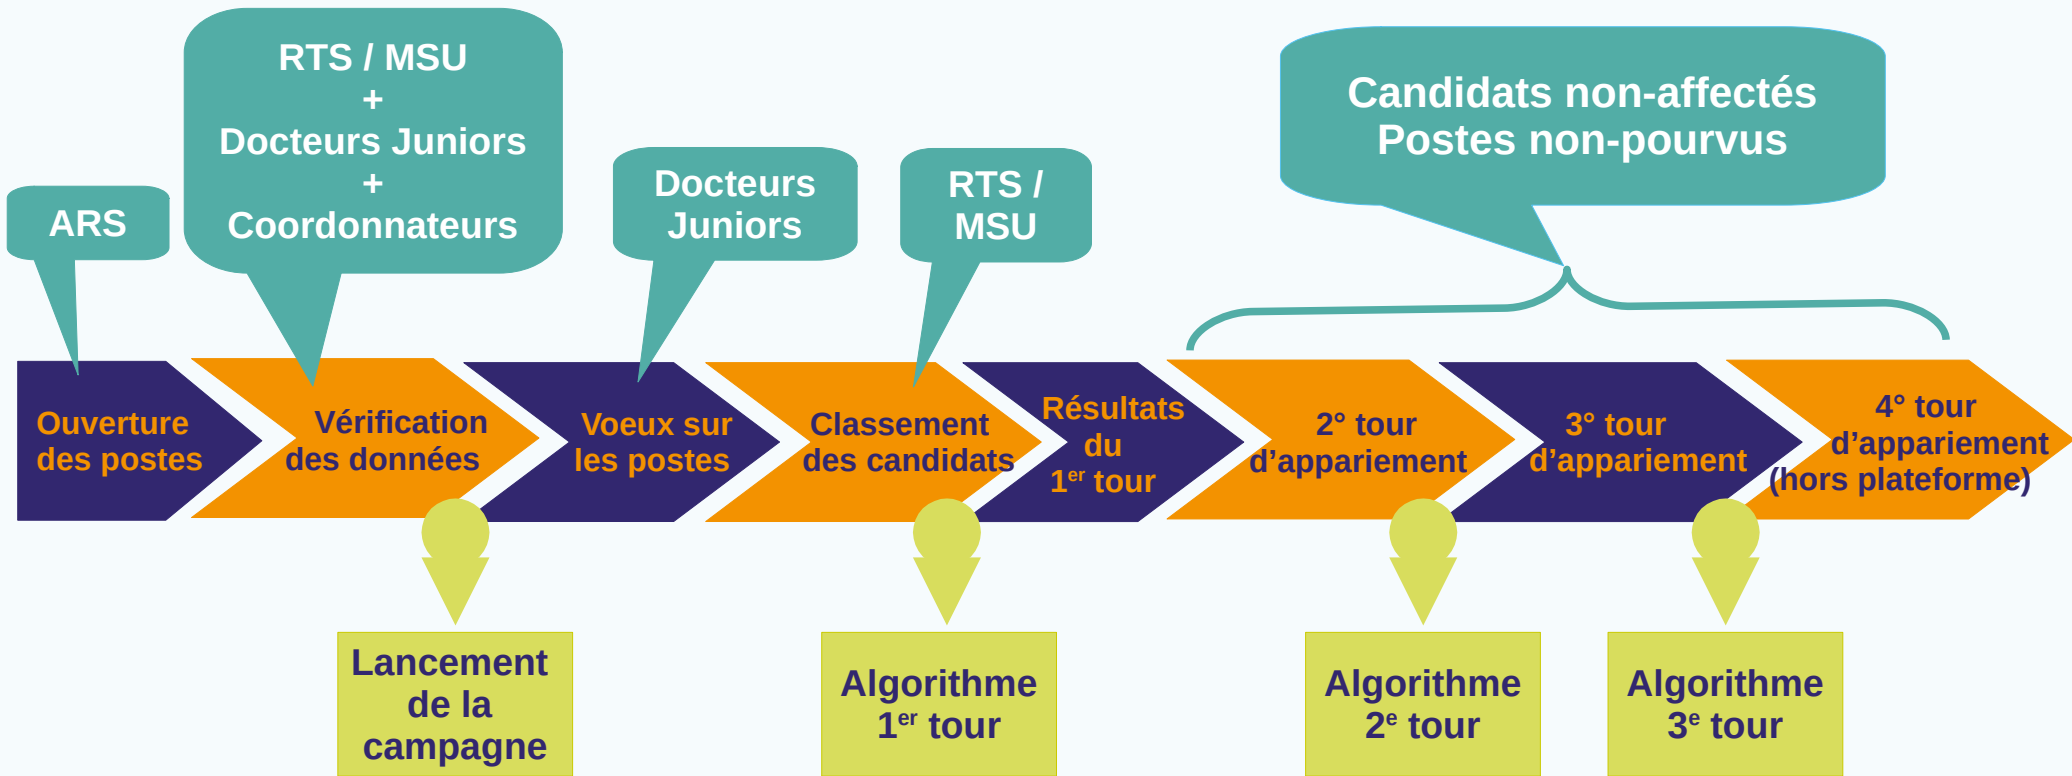 ARS
RTS / MSU
+
Docteurs Juniors
+
Coordonnateurs
Docteurs
Juniors
RTS /
MSU
Candidats non-affectés
Postes non-pourvus
Ouverture
des postes
Vérification
des données
Voeux sur
les postes
Classement
des candidats
Résultats
du
1er tour
2° tour
d’appariement
3° tour
d’appariement
4° tour
d’appariement
(hors plateforme)
Lancement
de la
campagne
Algorithme
1er tour
Algorithme
2e tour
Algorithme
3e tour